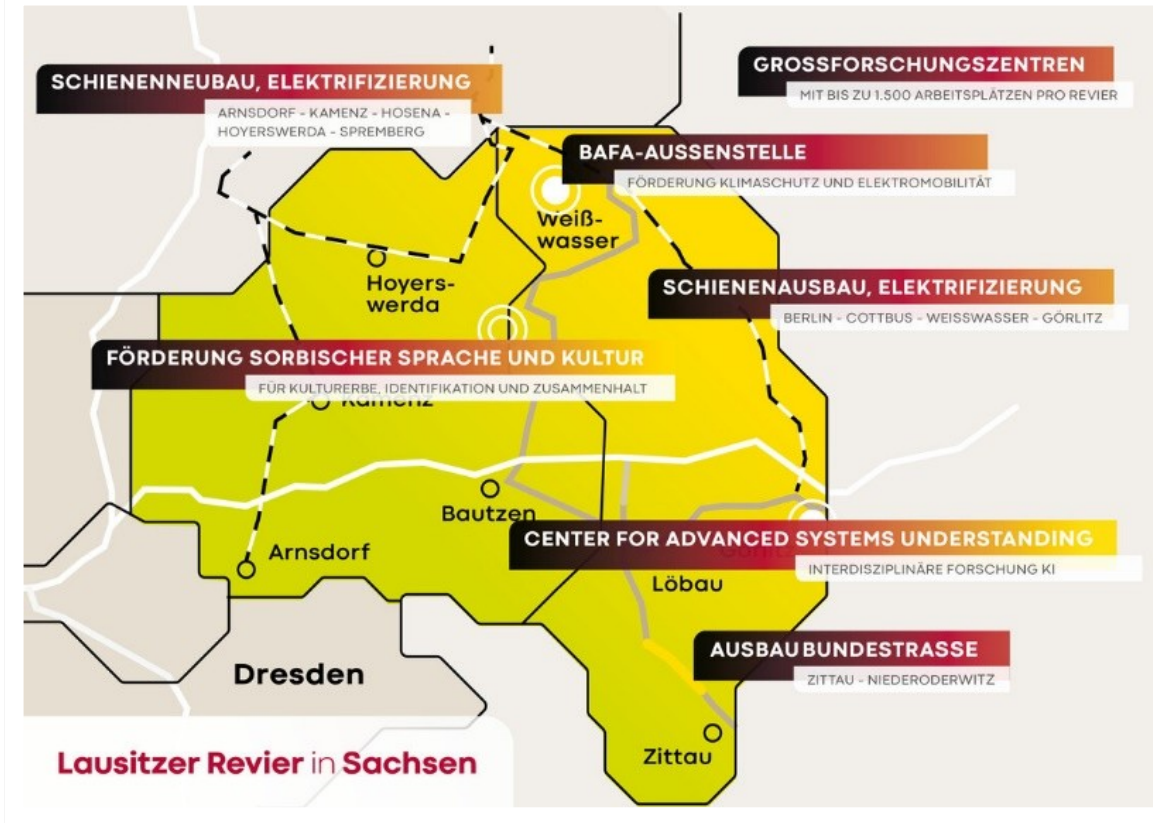 SCHIENENNEUBAU, ELEKTRIFIZIERUNG
ARNSDORF - KAMENZ - HOSENA -
HOYERSWERDA - SPREMBERG
GROSSFORSCHUNGSZENTREN
MIT BIS ZU 1.500 ARBEITSPLÄTZEN PRO REVIER
BAFA-AUSSENSTELLE
FÖRDERUNG KLIMASCHUTZ UND ELEKTROMOBILITÄT
Weiß-
wasser
Hoyers-
werda
SCHIENENAUSBAU, ELEKTRIFIZIERUNG
BERLIN - COTTBUS - WEISSWASSER - GÖRLITZ
FÖRDERUNG SORBISCHER SPRACHE UND KULTUR
FÜR KULTURERBE, IDENTIFIKATION UND ZUSAMMENHALT
Kamenz
Bautzen
Arnsdorf
CENTER FOR ADVANCED SYSTEMS UNDERSTANDING
Görlitz
INTERDISZIPLINÄRE FORSCHUNG KI
Löbau
AUSBAU BUNDESTRASSE
ZITTAU - NIEDERODERWITZ
Dresden
Zittau
Lausitzer Revier in Sachsen